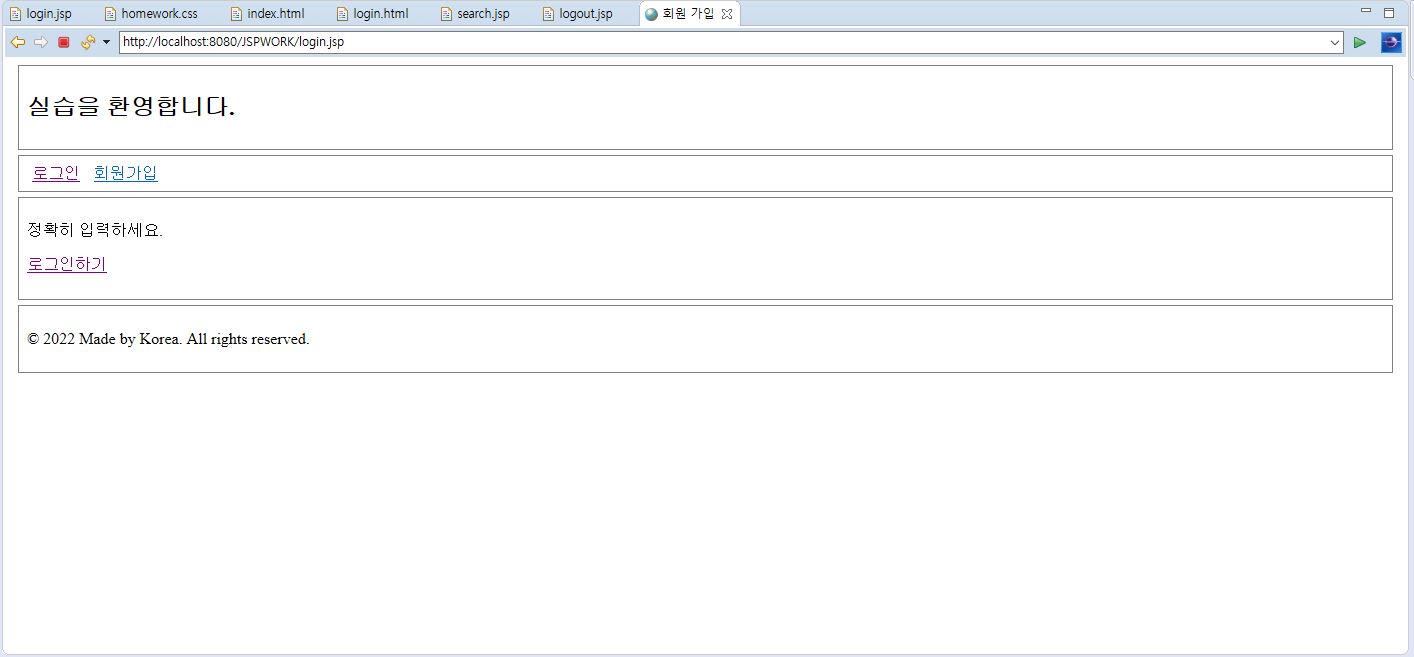 login.jsp homework.css index.html login.html search.jsp logout.jsp 회원 가입
http://localhost:8080/JSPWORK/login.jsp
실습을 환영합니다.
로그인 회원가입
정확히 입력하세요.
로그인하기
© 2022 Made by Korea. All rights reserved.